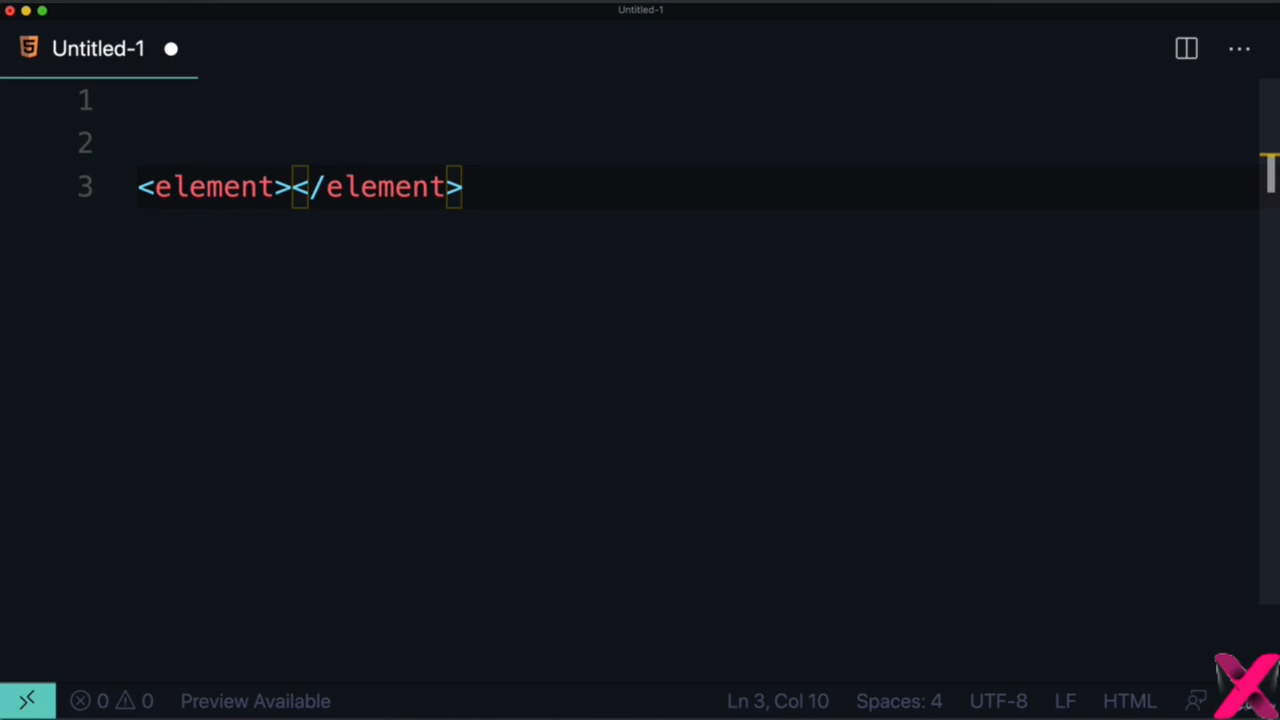 Untitled-1
Untitled-1
1
2
3 <element></element>
0 0 Preview Available Ln 3, Col 10 Spaces: 4 UTF-8 LF HTML